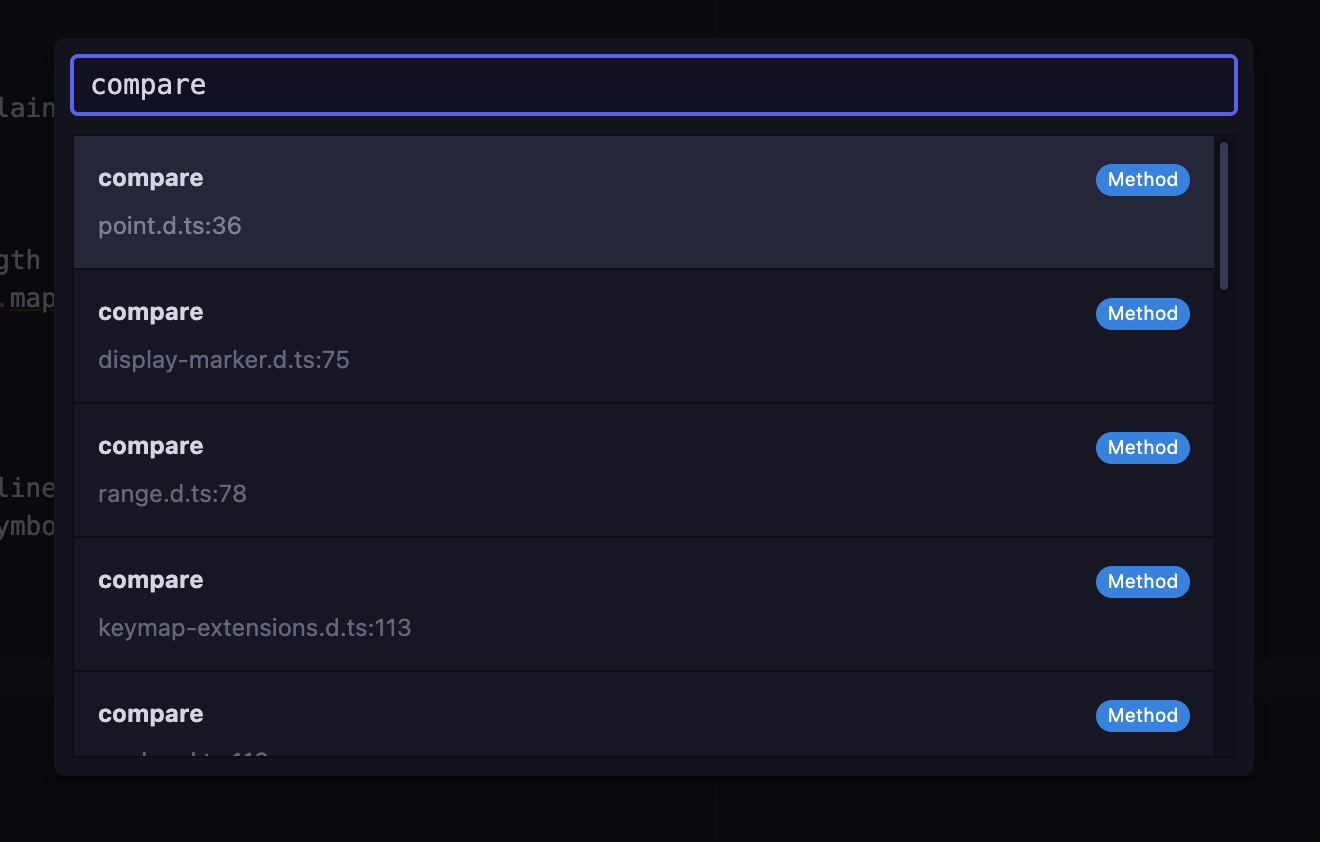 compare
compare
Method
point.d.ts:36
compare
Method
display-marker.d.ts:75
compare
Method
range.d.ts:78
compare
Method
keymap-extensions.d.ts:113
compare
Method
lain
gth
.map
line
ymbo